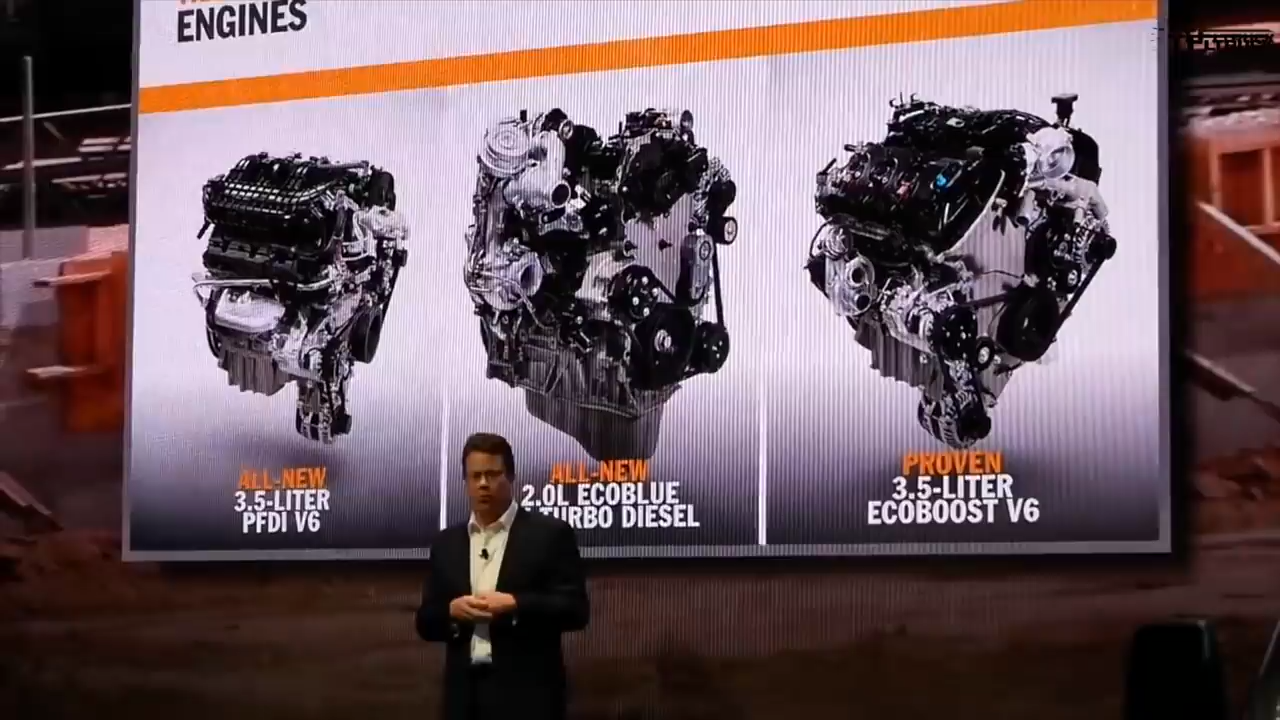 ENGINES
ALL-NEW
3.5-LITER
PFDI V6
ALL-NEW
2.0L ECOBLUE
TURBO DIESEL
PROVEN
3.5-LITER
ECOBOOST V6